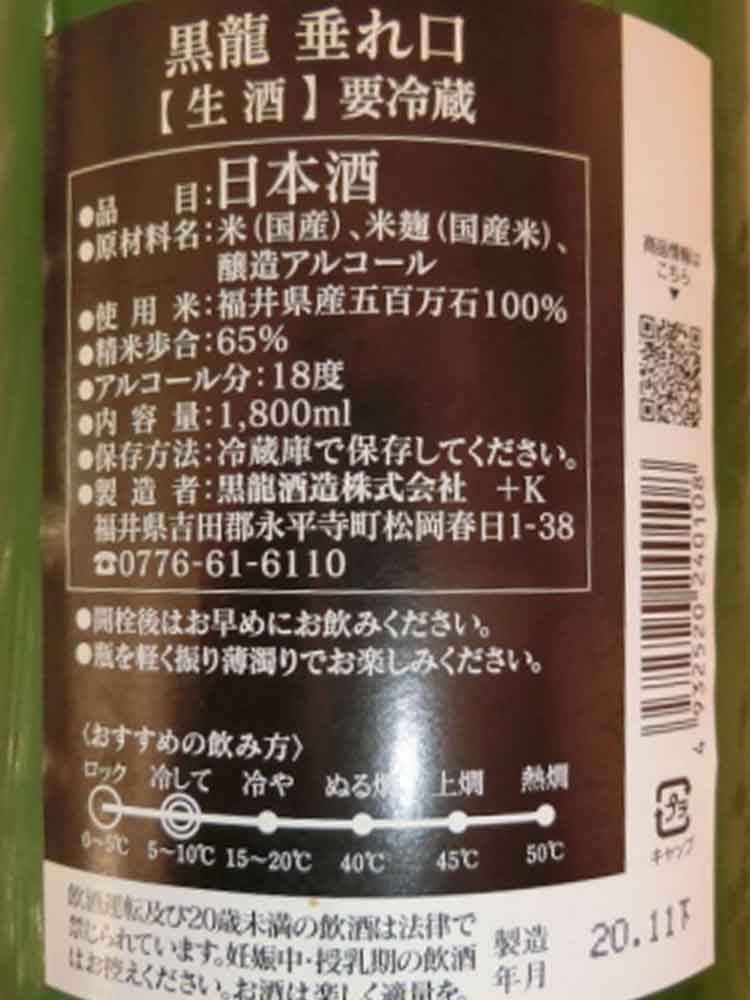 黒龍 垂れ口
【生酒】要冷蔵
●品目:日本酒
●原材料名:米(国産)、米麹(国産米)、
醸造アルコール
●使用米:福井県産五百万石100%
●精米歩合:65%
●アルコール分:18度
●内容量:1,800ml
●保存方法:冷蔵庫で保存してください。
●製造者:黒龍酒造株式会社 +K
福井県吉田郡永平寺町松岡春日1-38
☎0776-61-6110
●開栓後はお早めにお飲みください。
●瓶を軽く振り薄濁りでお楽しみください。
〈おすすめの飲み方〉
ロック 冷して 冷や ぬる燗 上燗 熱燗
0~5℃ 5~10℃ 15~20℃ 40℃ 45℃ 50℃
飲酒運転及び20歳未満の飲酒は法律で
禁じられています。妊娠中・授乳期の飲酒
はお控えください。お酒は楽しく適量を。
製造
年月
20.11下
商品情報は
こちら
▼
4 932520 240108
プラ
キャップ